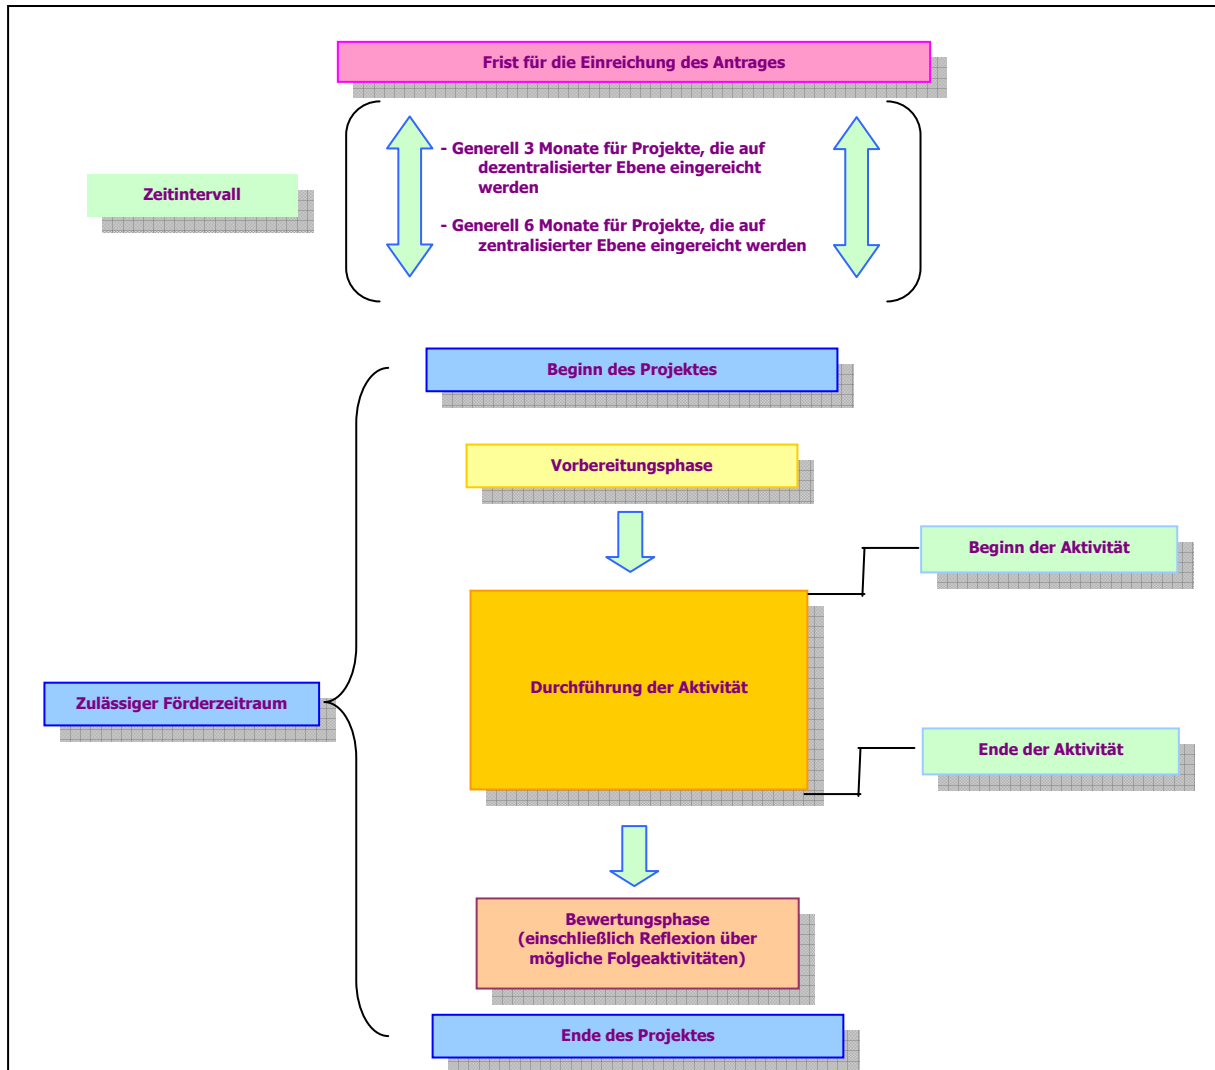 Frist für die Einreichung des Antrages
Zeitintervall
- Generell 3 Monate für Projekte, die auf
dezentralisierter Ebene eingereicht
werden
- Generell 6 Monate für Projekte, die auf
zentralisierter Ebene eingereicht werden
Beginn des Projektes
Vorbereitungsphase
Beginn der Aktivität
Durchführung der Aktivität
Zulässiger Förderzeitraum
Ende der Aktivität
Bewertungsphase
(einschließlich Reflexion über
mögliche Folgeaktivitäten)
Ende des Projektes